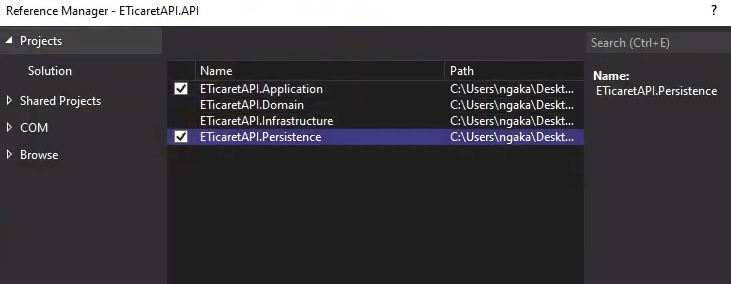 Reference Manager - ETicaretAPI.API ?
Projects
Solution
Shared Projects
COM
Browse
Name Path
ETicaretAPI.Application C:\Users\ngaka\Deskt...
ETicaretAPI.Domain C:\Users\ngaka\Deskt...
ETicaretAPI.Infrastructure C:\Users\ngaka\Deskt...
ETicaretAPI.Persistence C:\Users\ngaka\Deskt...
Search (Ctrl+E)
Name:
ETicaretAPI.Persistence